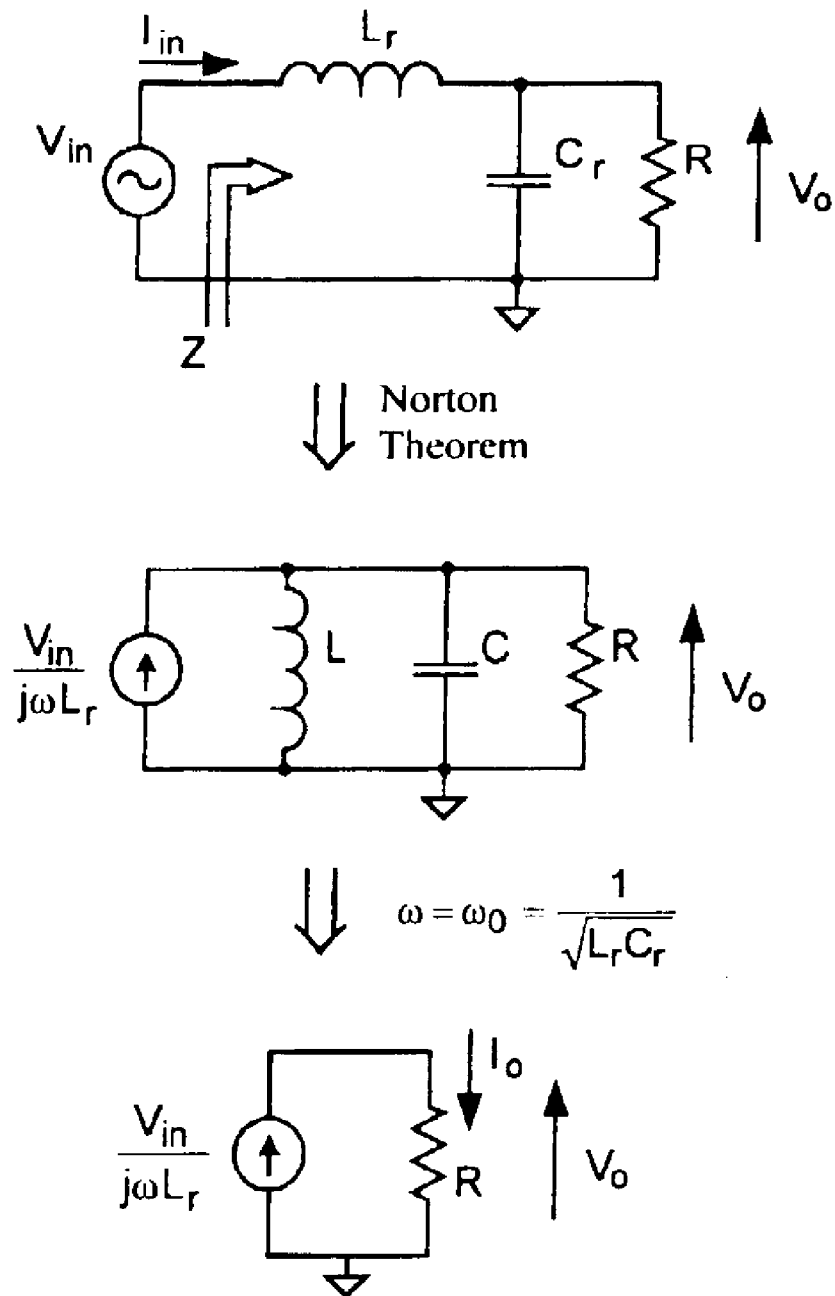 I_in
L_r
V_in
C_r
R
V_o
Z
Norton
Theorem
V_in
jωL_r
L
C
R
V_o
ω = ω_0 = 1 / √(L_r C_r)
I_o
V_in
jωL_r
R
V_o